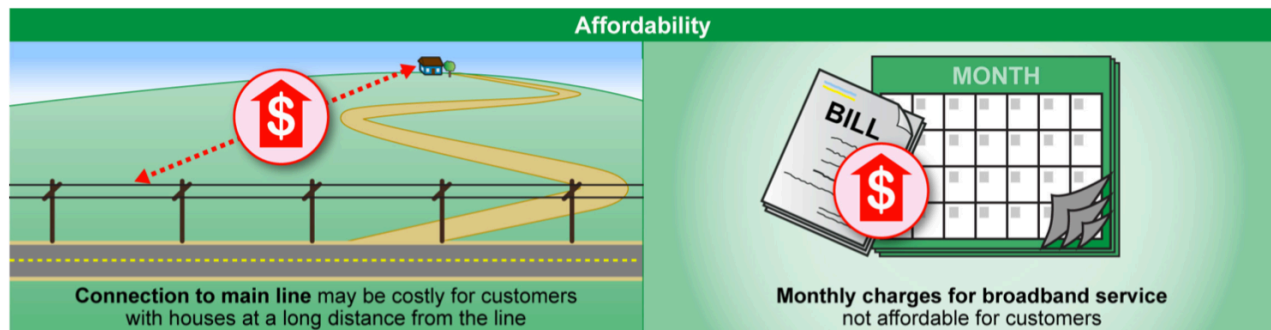 Affordability
$
Connection to main line may be costly for customers
with houses at a long distance from the line
MONTH
BILL
$
Monthly charges for broadband service
not affordable for customers